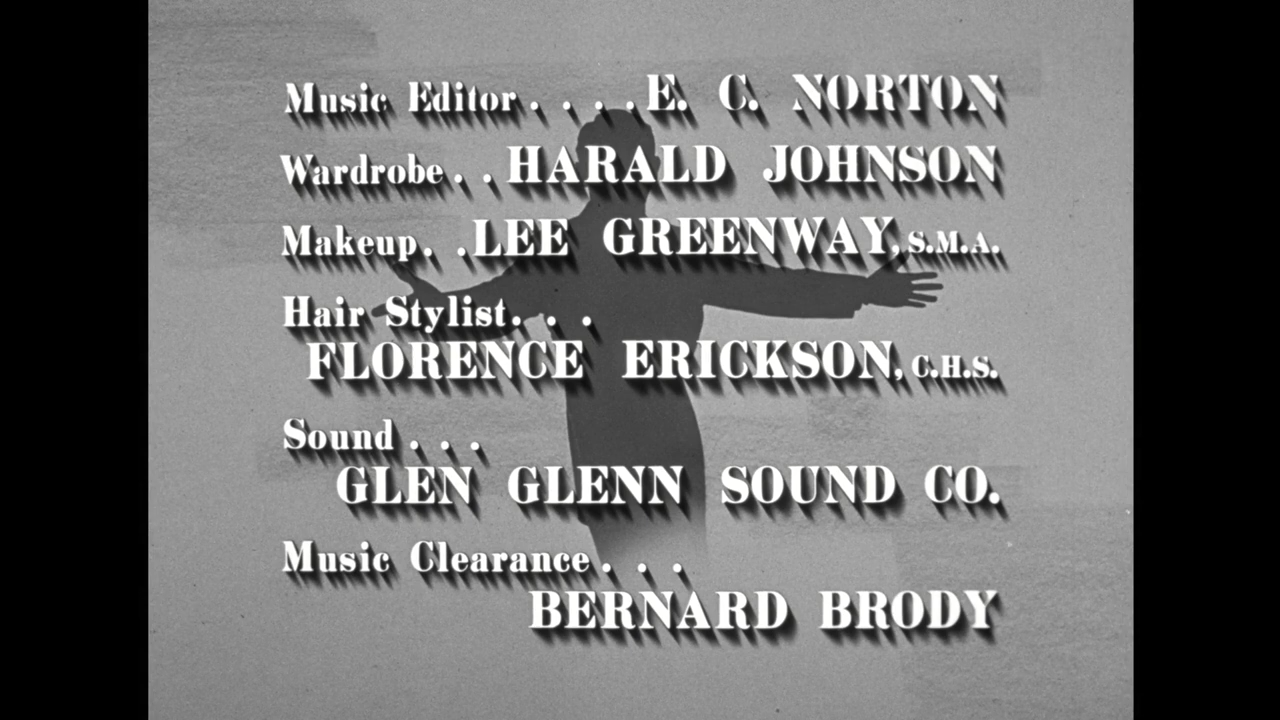 Music Editor . . . . E. C. NORTON
Wardrobe . . HARALD JOHNSON
Makeup. . LEE GREENWAY, S.M.A.
Hair Stylist. . .
FLORENCE ERICKSON, C.H.S.
Sound . . .
GLEN GLENN SOUND CO.
Music Clearance . . .
BERNARD BRODY